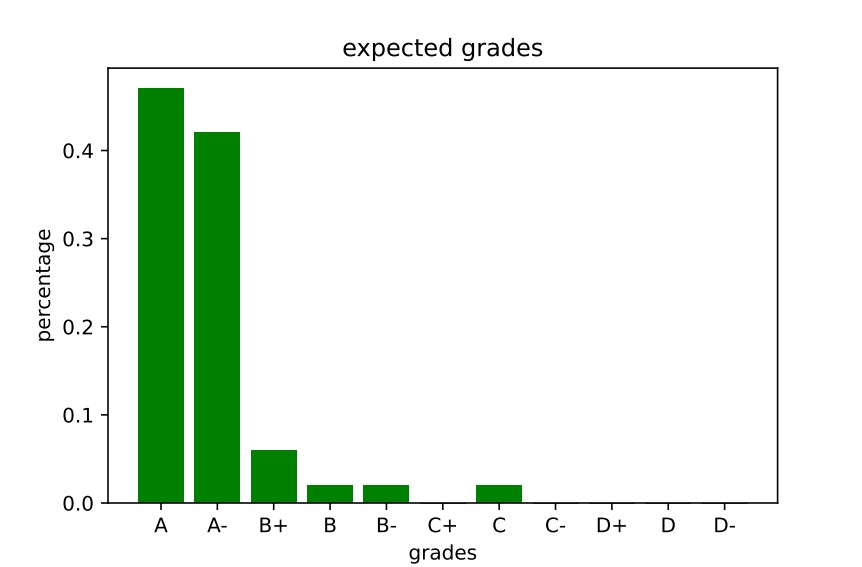 expected grades
percentage
0.4
0.3
0.2
0.1
0.0
A A- B+ B B- C+ C C- D+ D D-
grades